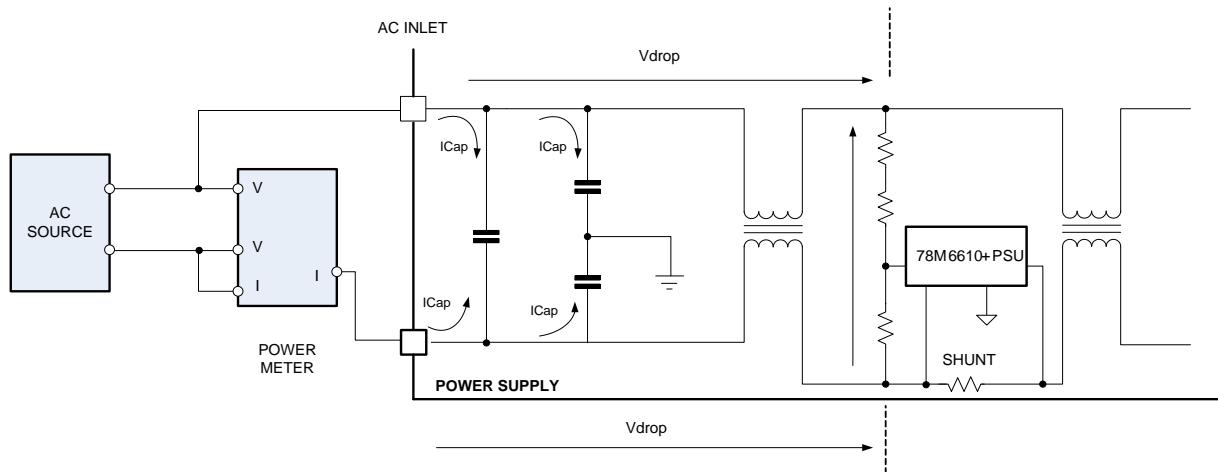 AC INLET
Vdrop
ICap
ICap
AC
SOURCE
V
V
I
I
POWER
METER
ICap
ICap
78M6610+PSU
SHUNT
POWER SUPPLY
Vdrop